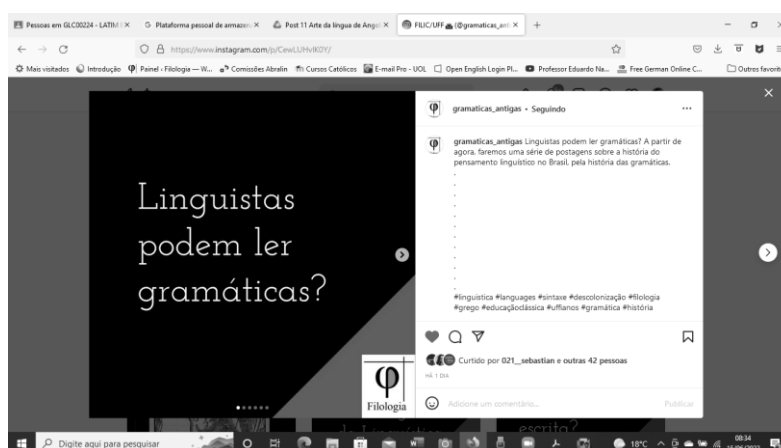 Pessoas em GLC00224 - LATIM I
Plataforma pessoal de armazen
Post 11 Arte da língua de Angol
FILIC/UFF (@gramaticas_anti
https://www.instagram.com/p/CewLUHvIK0Y/
Mais visitados
Introdução
Painel ‹ Filologia — W...
Comissões Abralin
Cursos Católicos
E-mail Pro - UOL
Open English Login Pl...
Professor Eduardo Na...
Free German Online C...
Outros favorit
Linguistas
podem ler
gramáticas?
φ
Filologia
gramaticas_antigas • Seguindo
gramaticas_antigas Linguistas podem ler gramáticas? A partir de
agora, faremos uma série de postagens sobre a história do
pensamento linguístico no Brasil, pela história das gramáticas.
.
.
.
.
.
.
.
.
.
.
#linguistica #languages #sintaxe #descolonização #filologia
#grego #educaçãoclássica #uffianos #gramática #história
Curtido por 021__sebastian e outras 42 pessoas
HÁ 1 DIA
Adicione um comentário...
Publicar
escrita?
Digite aqui para pesquisar
18°C
08:34